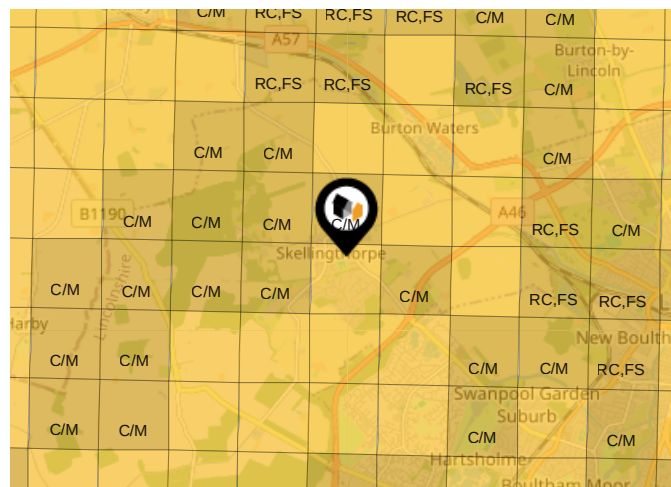 C/M RC,FS RC,FS RC,FS C/M C/M
A57
Burton-by-
Lincoln
RC,FS RC,FS RC,FS C/M
Burton Waters
C/M C/M C/M
B1190 A46
C/M C/M C/M C/M RC,FS C/M
Skellingthorpe
Lincolnshire
C/M C/M C/M C/M C/M RC,FS RC,FS
Harby
New Boulth
C/M C/M C/M C/M RC,FS
Swanpool Garden
Suburb
C/M C/M C/M C/M
Hartsholme
Boultham Moor